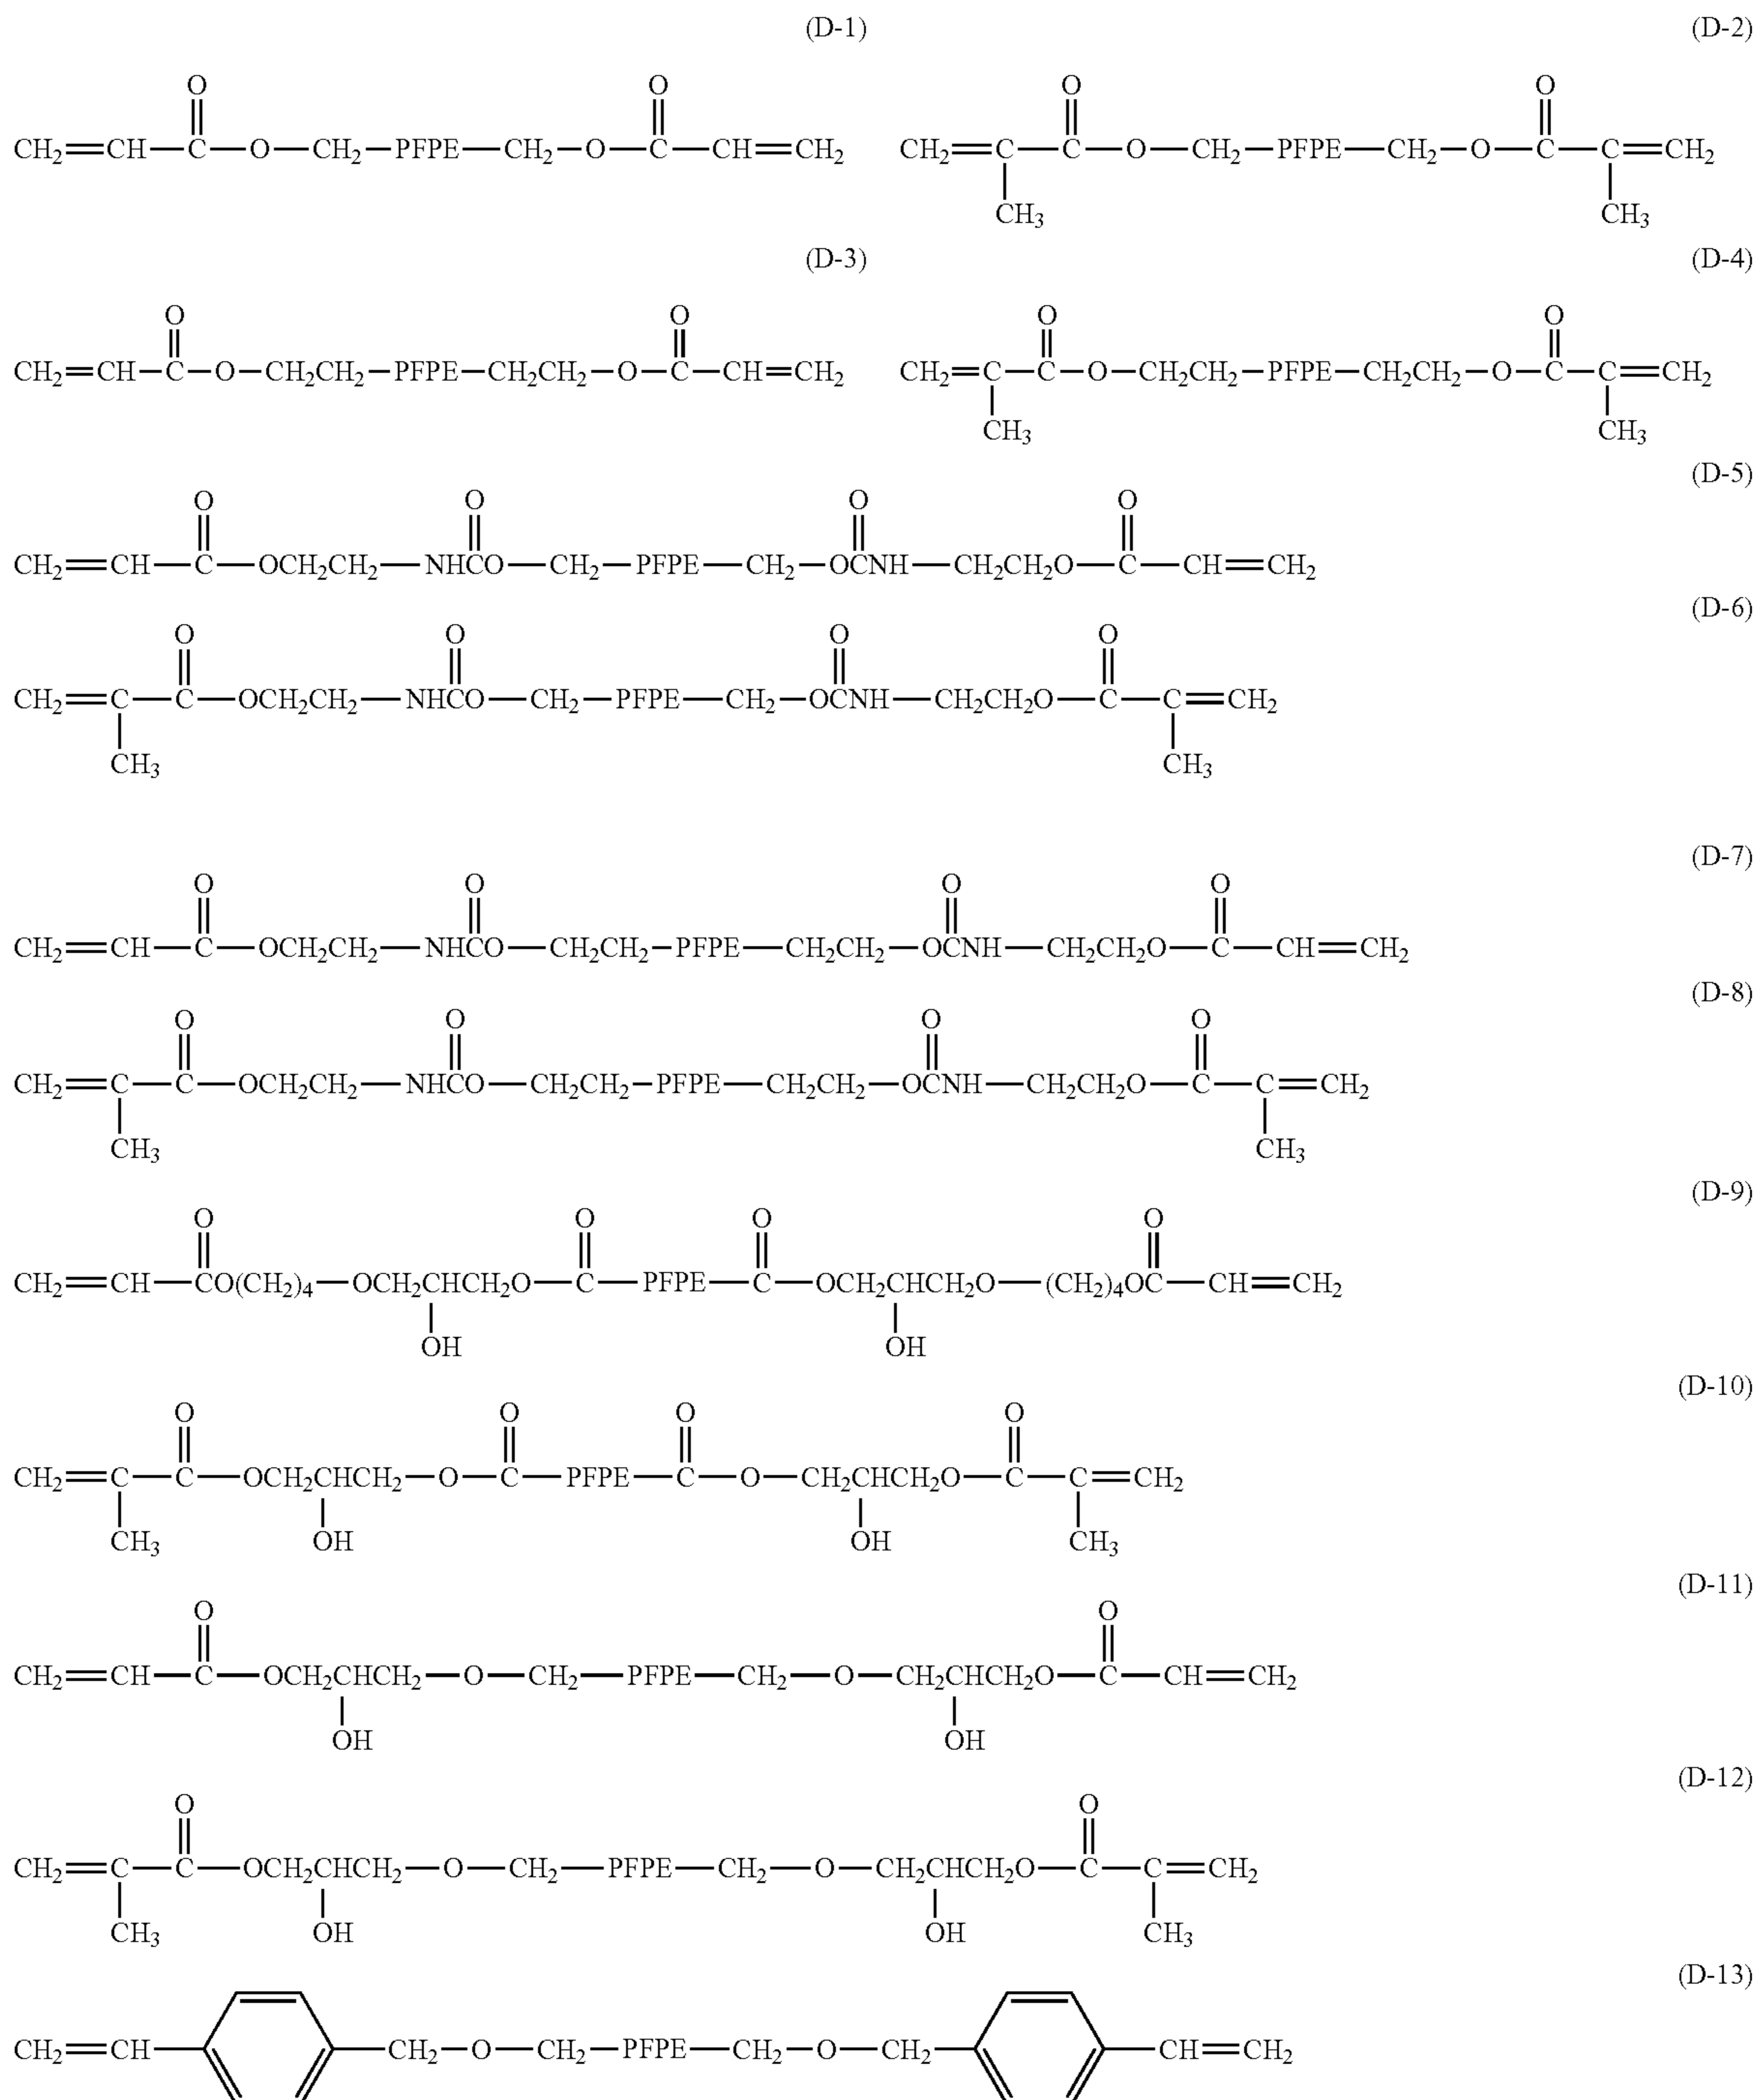 (D-1) (D-2)
O O O O
CH₂=CH—C—O—CH₂—PFPE—CH₂—O—C—CH=CH₂ CH₂=C—C—O—CH₂—PFPE—CH₂—O—C—C=CH₂
CH₃ CH₃
(D-3) (D-4)
O O O O
CH₂=CH—C—O—CH₂CH₂—PFPE—CH₂CH₂—O—C—CH=CH₂ CH₂=C—C—O—CH₂CH₂—PFPE—CH₂CH₂—O—C—C=CH₂
CH₃ CH₃
(D-5)
O O O O
CH₂=CH—C—OCH₂CH₂—NHCO—CH₂—PFPE—CH₂—OCNH—CH₂CH₂O—C—CH=CH₂
(D-6)
O O O O
CH₂=C—C—OCH₂CH₂—NHCO—CH₂—PFPE—CH₂—OCNH—CH₂CH₂O—C—C=CH₂
CH₃ CH₃
(D-7)
O O O O
CH₂=CH—C—OCH₂CH₂—NHCO—CH₂CH₂—PFPE—CH₂CH₂—OCNH—CH₂CH₂O—C—CH=CH₂
(D-8)
O O O O
CH₂=C—C—OCH₂CH₂—NHCO—CH₂CH₂—PFPE—CH₂CH₂—OCNH—CH₂CH₂O—C—C=CH₂
CH₃ CH₃
(D-9)
O O O O
CH₂=CH—CO(CH₂)₄—OCH₂CHCH₂O—C—PFPE—C—OCH₂CHCH₂O—(CH₂)₄OC—CH=CH₂
OH OH
(D-10)
O O O O
CH₂=C—C—OCH₂CHCH₂—O—C—PFPE—C—O—CH₂CHCH₂O—C—C=CH₂
CH₃ OH OH CH₃
(D-11)
O O
CH₂=CH—C—OCH₂CHCH₂—O—CH₂—PFPE—CH₂—O—CH₂CHCH₂O—C—CH=CH₂
OH OH
(D-12)
O O
CH₂=C—C—OCH₂CHCH₂—O—CH₂—PFPE—CH₂—O—CH₂CHCH₂O—C—C=CH₂
CH₃ OH OH CH₃
(D-13)
CH₂=CH— —CH₂—O—CH₂—PFPE—CH₂—O—CH₂— —CH=CH₂